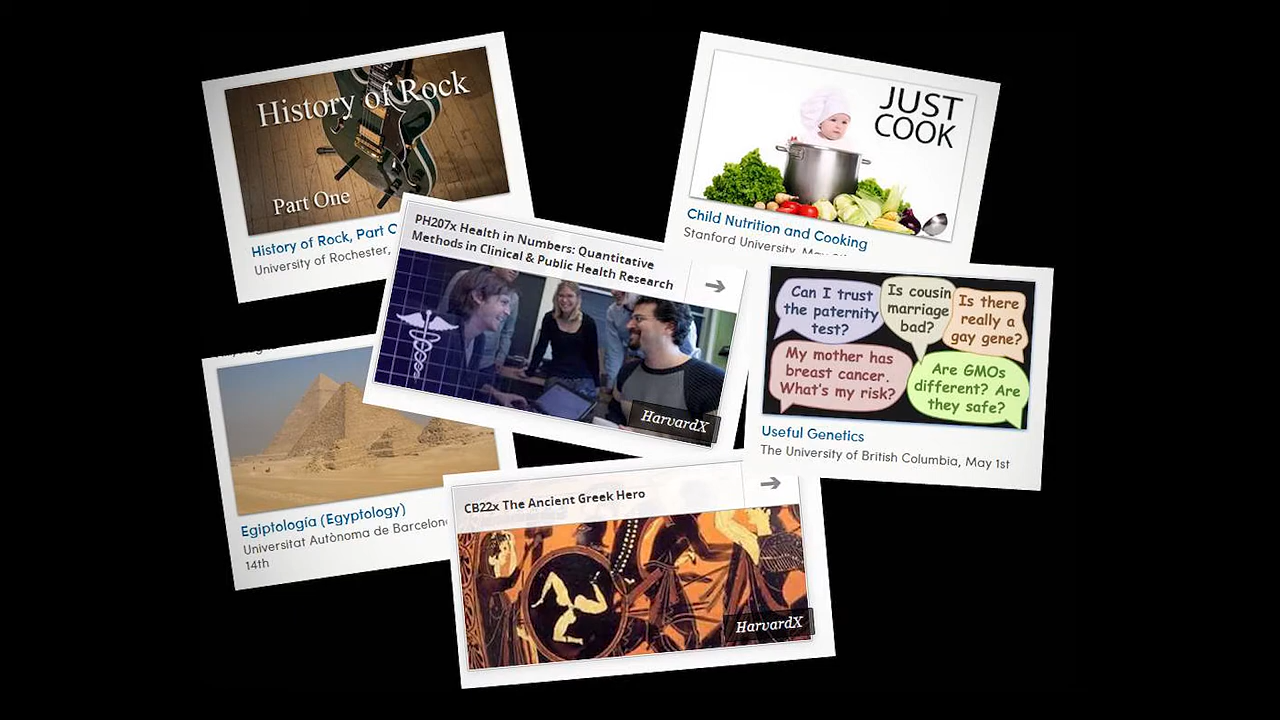 History of Rock
Part One
History of Rock, Part
University of Rochester,
JUST
COOK
Child Nutrition and Cooking
Stanford University,
PH207x Health in Numbers: Quantitative
Methods in Clinical & Public Health Research
HarvardX
Can I trust
the paternity
test?
Is cousin
marriage
bad?
Is there
really a
gay gene?
My mother has
breast cancer.
What's my risk?
Are GMOs
different? Are
they safe?
Useful Genetics
The University of British Columbia, May 1st
Egiptología (Egyptology)
Universitat Autònoma de
14th
CB22x The Ancient Greek Hero
HarvardX